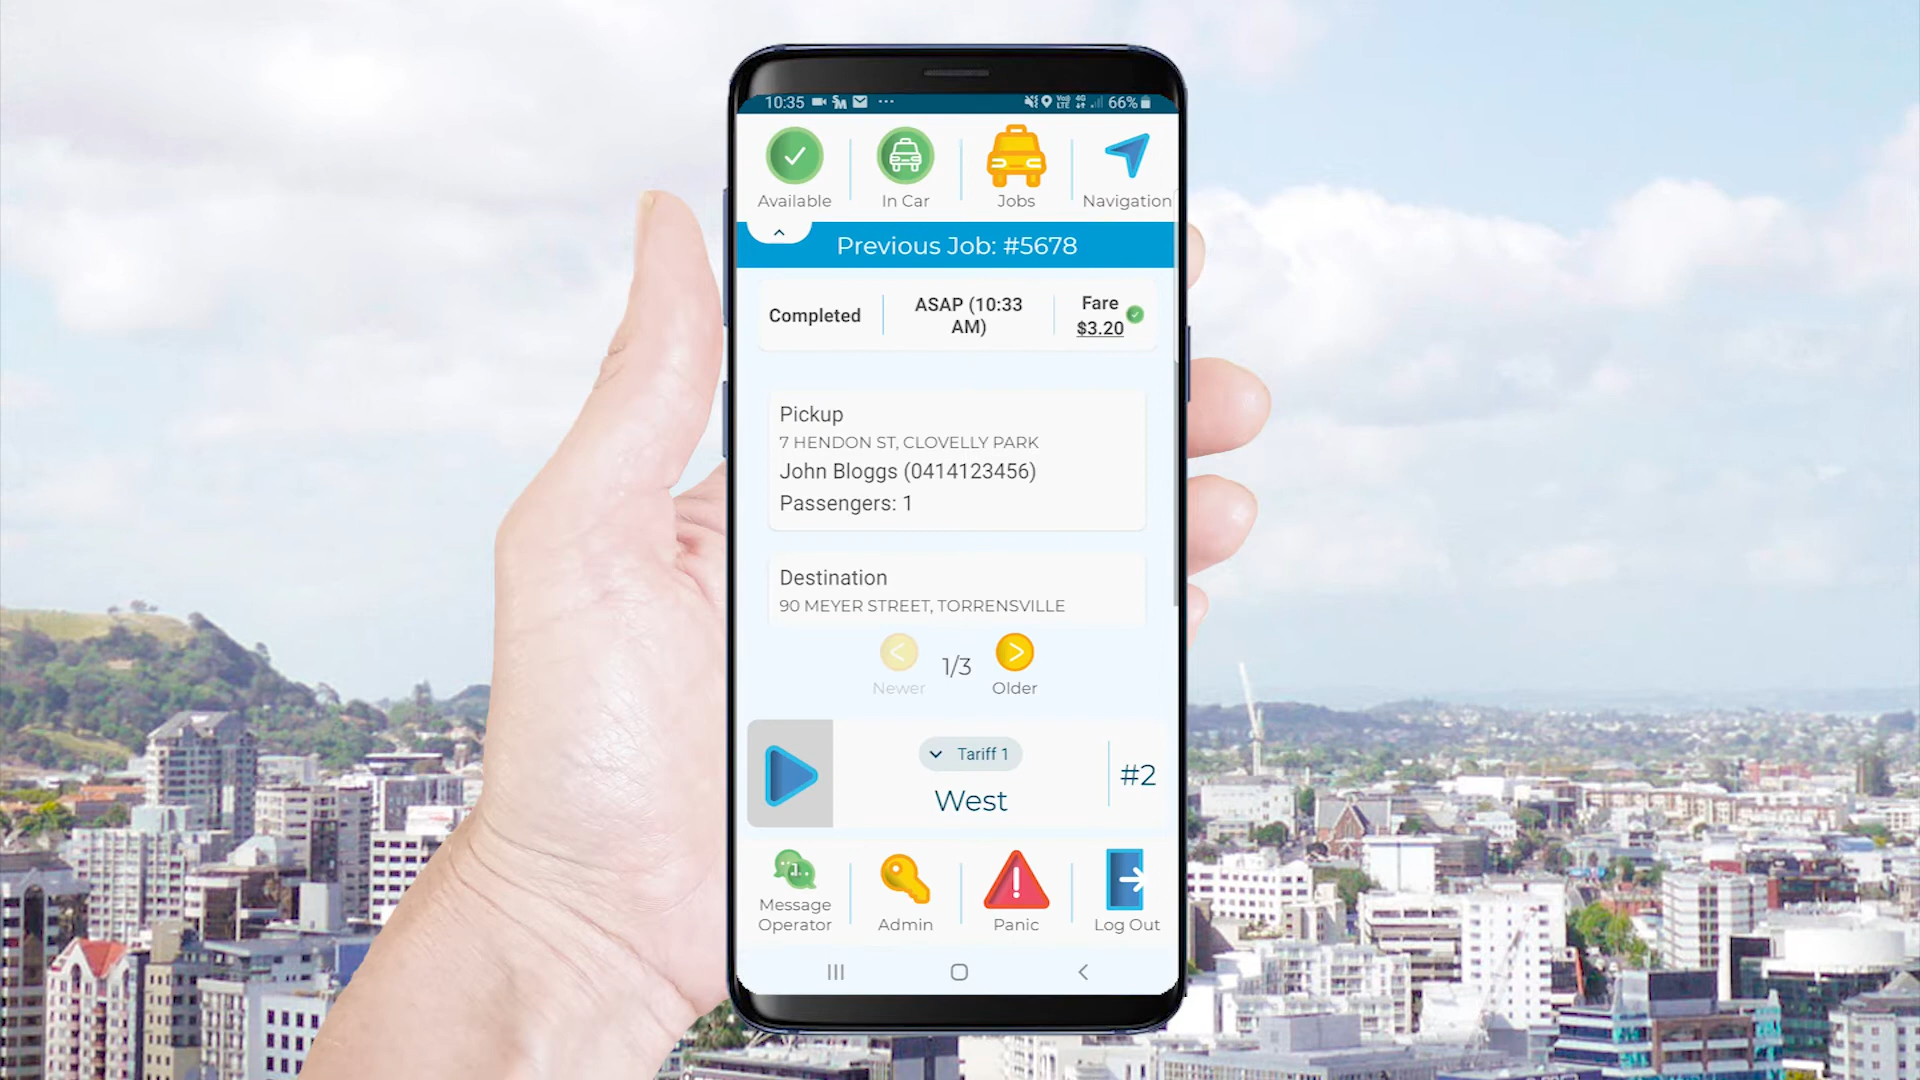 10:35
66%
Available
In Car
Jobs
Navigation
Previous Job: #5678
Completed
ASAP (10:33
AM)
Fare
$3.20
Pickup
7 HENDON ST, CLOVELLY PARK
John Bloggs (0414123456)
Passengers: 1
Destination
90 MEYER STREET, TORRENSVILLE
1/3
Newer
Older
Tariff 1
West
#2
Message
Operator
Admin
Panic
Log Out